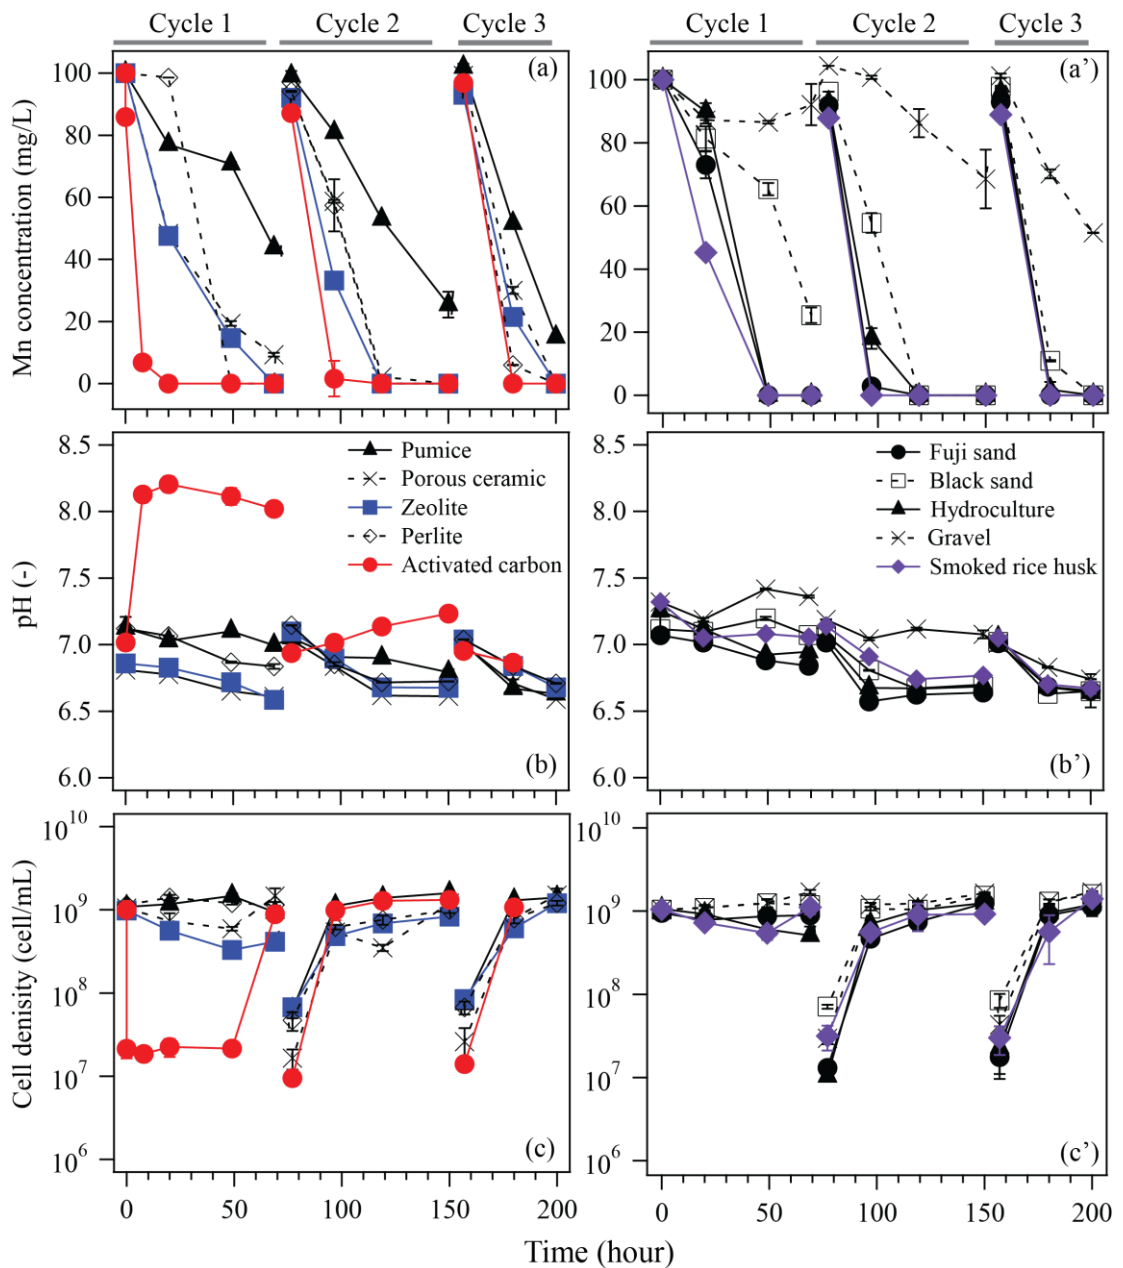 Cycle 1 Cycle 2 Cycle 3 Cycle 1 Cycle 2 Cycle 3
(a) (a')
Mn concentration (mg/L)
100
80
60
40
20
0
100
80
60
40
20
0
pH (-)
8.5
8.0
7.5
7.0
6.5
6.0
Pumice
Porous ceramic
Zeolite
Perlite
Activated carbon
(b)
8.5
8.0
7.5
7.0
6.5
6.0
Fuji sand
Black sand
Hydroculture
Gravel
Smoked rice husk
(b')
Cell denisity (cell/mL)
10^10
10^9
10^8
10^7
10^6
(c)
10^10
10^9
10^8
10^7
10^6
(c')
0 50 100 150 200 0 50 100 150 200
Time (hour)